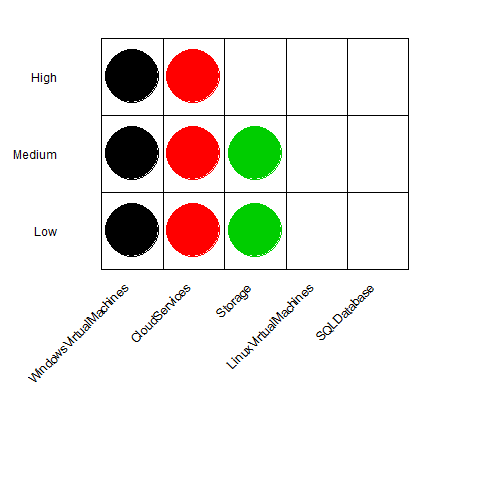 High
Medium
Low
WindowsVirtualMachines
CloudServices
Storage
LinuxVirtualMachines
SQLDatabase